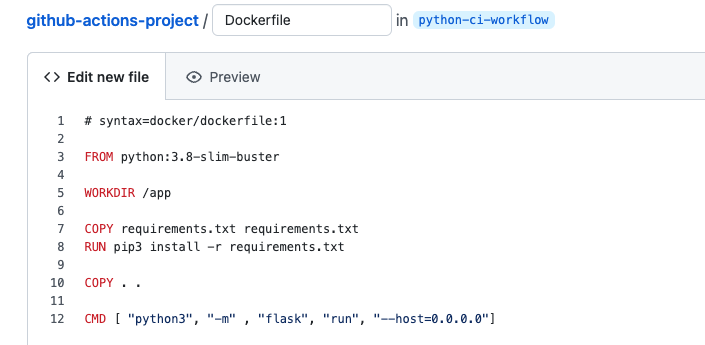 github-actions-project / Dockerfile in python-ci-workflow
<> Edit new file Preview
1 # syntax=docker/dockerfile:1
2
3 FROM python:3.8-slim-buster
4
5 WORKDIR /app
6
7 COPY requirements.txt requirements.txt
8 RUN pip3 install -r requirements.txt
9
10 COPY . .
11
12 CMD [ "python3", "-m" , "flask", "run", "--host=0.0.0.0"]